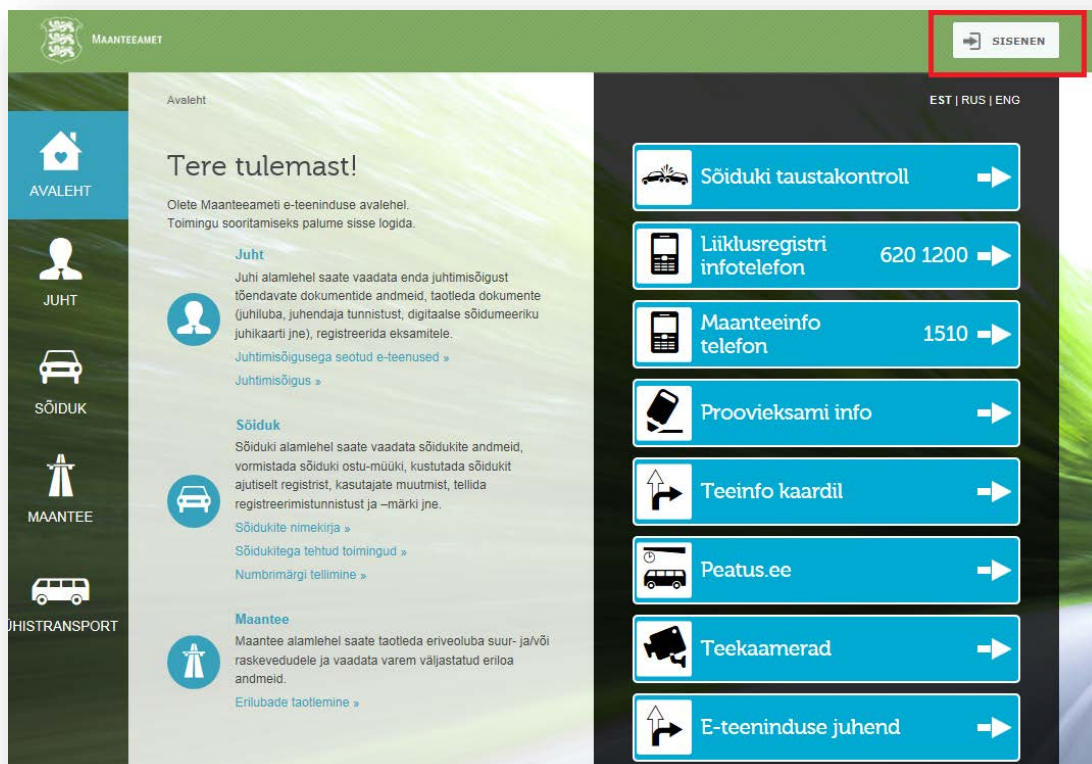 MAANTEEAMET
SISENEN
Avaleht
EST | RUS | ENG
AVALEHT
JUHT
SÕIDUK
MAANTEE
ÜHISTRANSPORT
Tere tulemast!
Olete Maanteeameti e-teeninduse avalehel.
Toimingu sooritamiseks palume sisse logida.
Juht
Juhi alamlehel saate vaadata enda juhtimisõigust
tõendavate dokumentide andmeid, taotleda dokumente
(juhiluba, juhendaja tunnistust, digitaalse sõidumeeriku
juhikaarti jne), registreerida eksamitele.
Juhtimisõigusega seotud e-teenused »
Juhtimisõigus »
Sõiduk
Sõiduki alamlehel saate vaadata sõidukite andmeid,
vormistada sõiduki ostu-müüki, kustutada sõidukit
ajutiselt registrist, kasutajate muutmist, tellida
registreerimistunnistust ja –märki jne.
Sõidukite nimekirja »
Sõidukitega tehtud toimingud »
Numbrimärgi tellimine »
Maantee
Maantee alamlehel saate taotleda eriveoluba suur- ja/või
raskevedudele ja vaadata varem väljastatud eriloa
andmeid.
Erilubade taotlemine »
Sõiduki taustakontroll
Liiklusregistri
infotelefon 620 1200
Maanteeinfo
telefon 1510
Proovieksami info
Teeinfo kaardil
Peatus.ee
Teekaamerad
E-teeninduse juhend